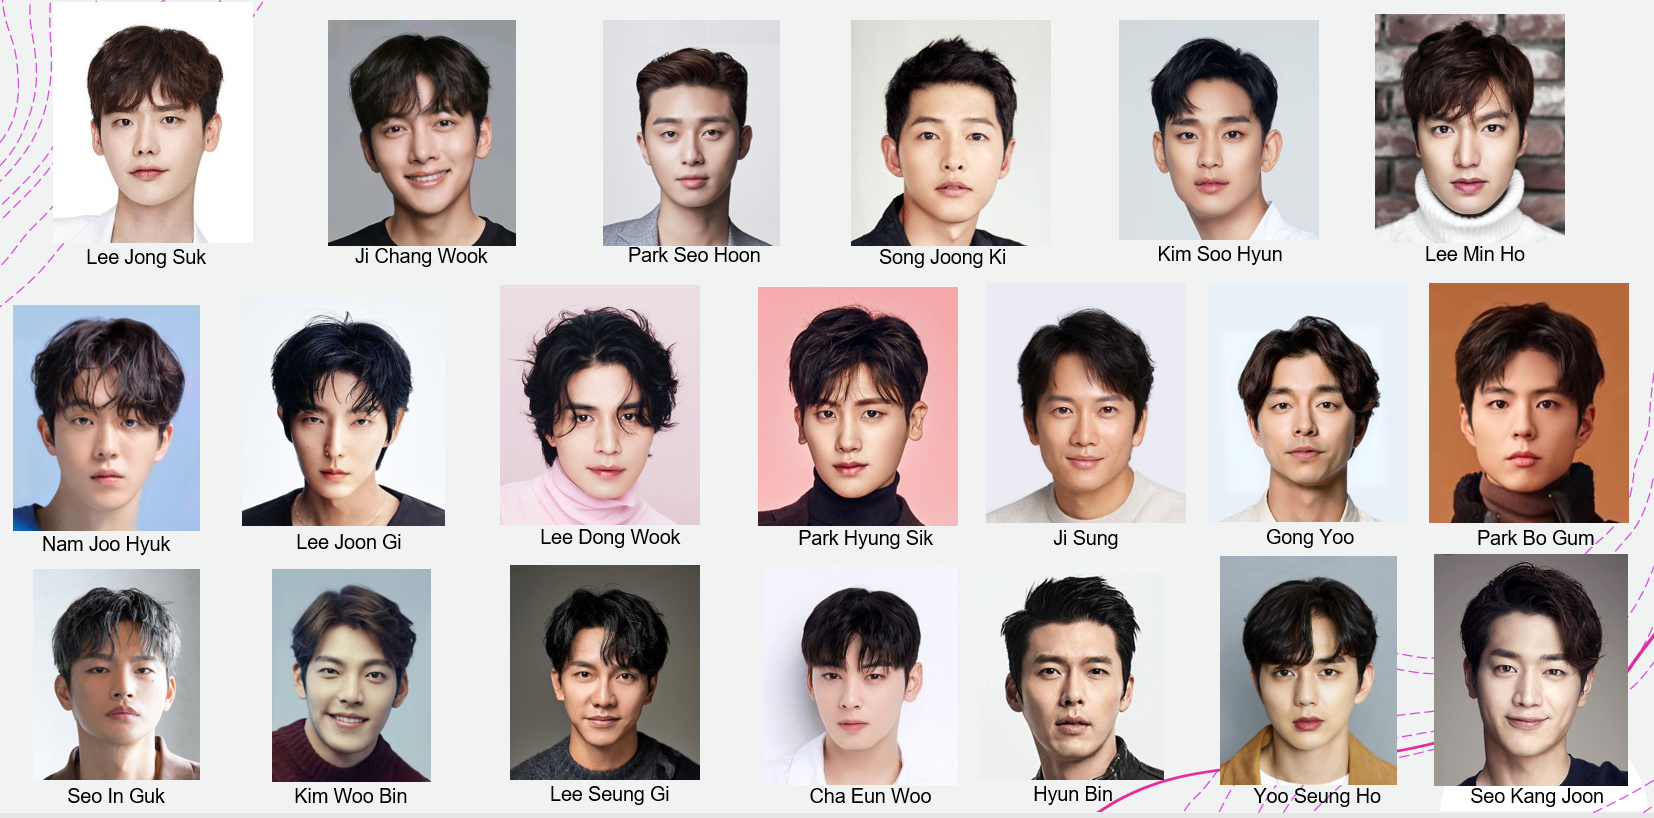 Lee Jong Suk
Ji Chang Wook
Park Seo Hoon
Song Joong Ki
Kim Soo Hyun
Lee Min Ho
Nam Joo Hyuk
Lee Joon Gi
Lee Dong Wook
Park Hyung Sik
Ji Sung
Gong Yoo
Park Bo Gum
Seo In Guk
Kim Woo Bin
Lee Seung Gi
Cha Eun Woo
Hyun Bin
Yoo Seung Ho
Seo Kang Joon